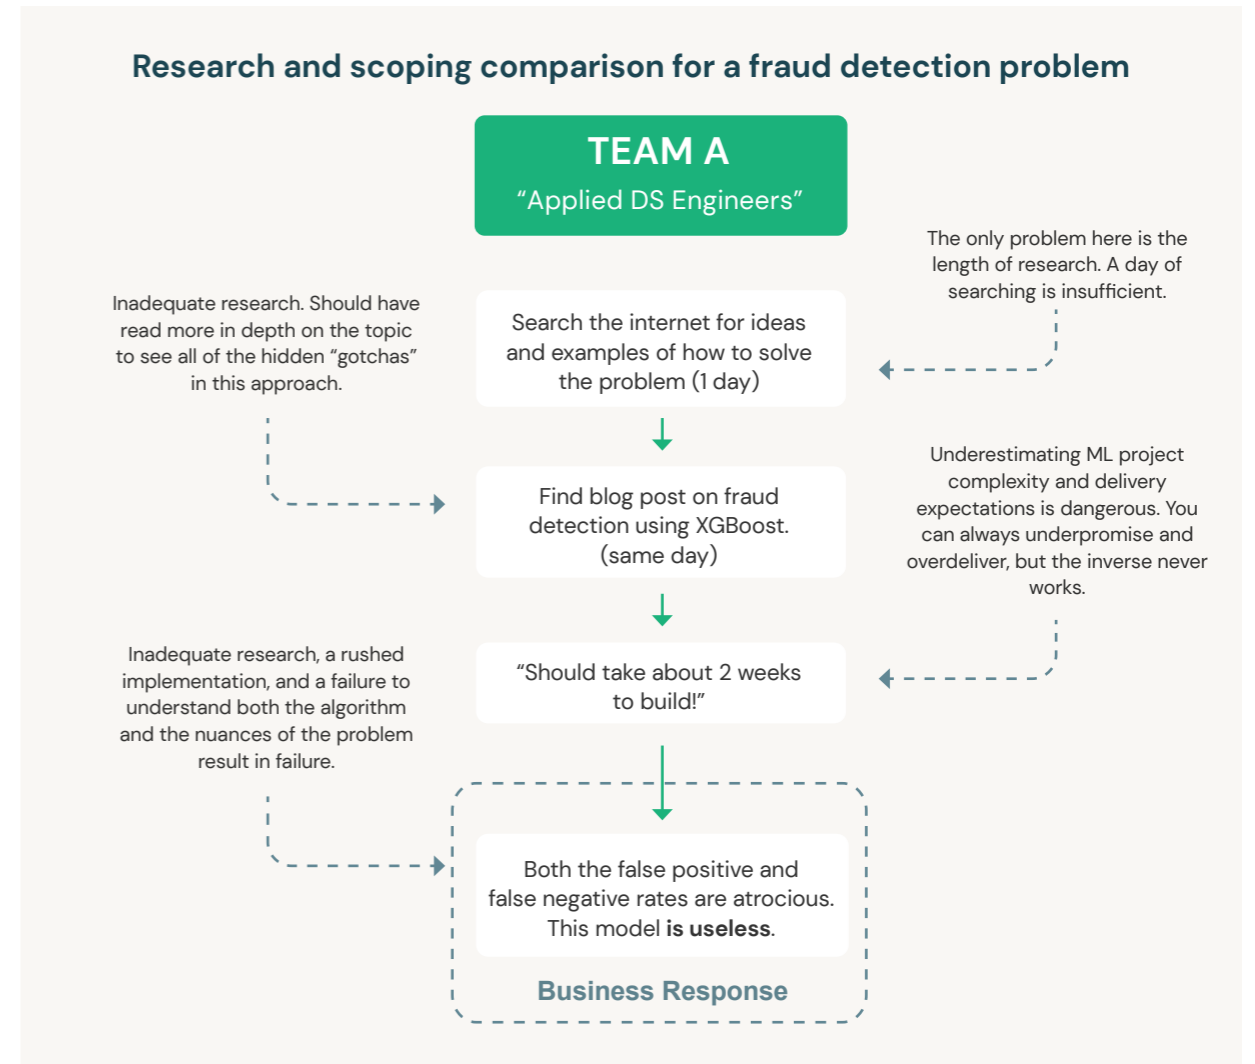 Research and scoping comparison for a fraud detection problem
TEAM A
“Applied DS Engineers”
The only problem here is the
length of research. A day of
searching is insufficient.
Inadequate research. Should have
read more in depth on the topic
to see all of the hidden “gotchas”
in this approach.
Search the internet for ideas
and examples of how to solve
the problem (1 day)
Find blog post on fraud
detection using XGBoost.
(same day)
Underestimating ML project
complexity and delivery
expectations is dangerous. You
can always underpromise and
overdeliver, but the inverse never
works.
“Should take about 2 weeks
to build!”
Inadequate research, a rushed
implementation, and a failure to
understand both the algorithm
and the nuances of the problem
result in failure.
Both the false positive and
false negative rates are atrocious.
This model is useless.
Business Response